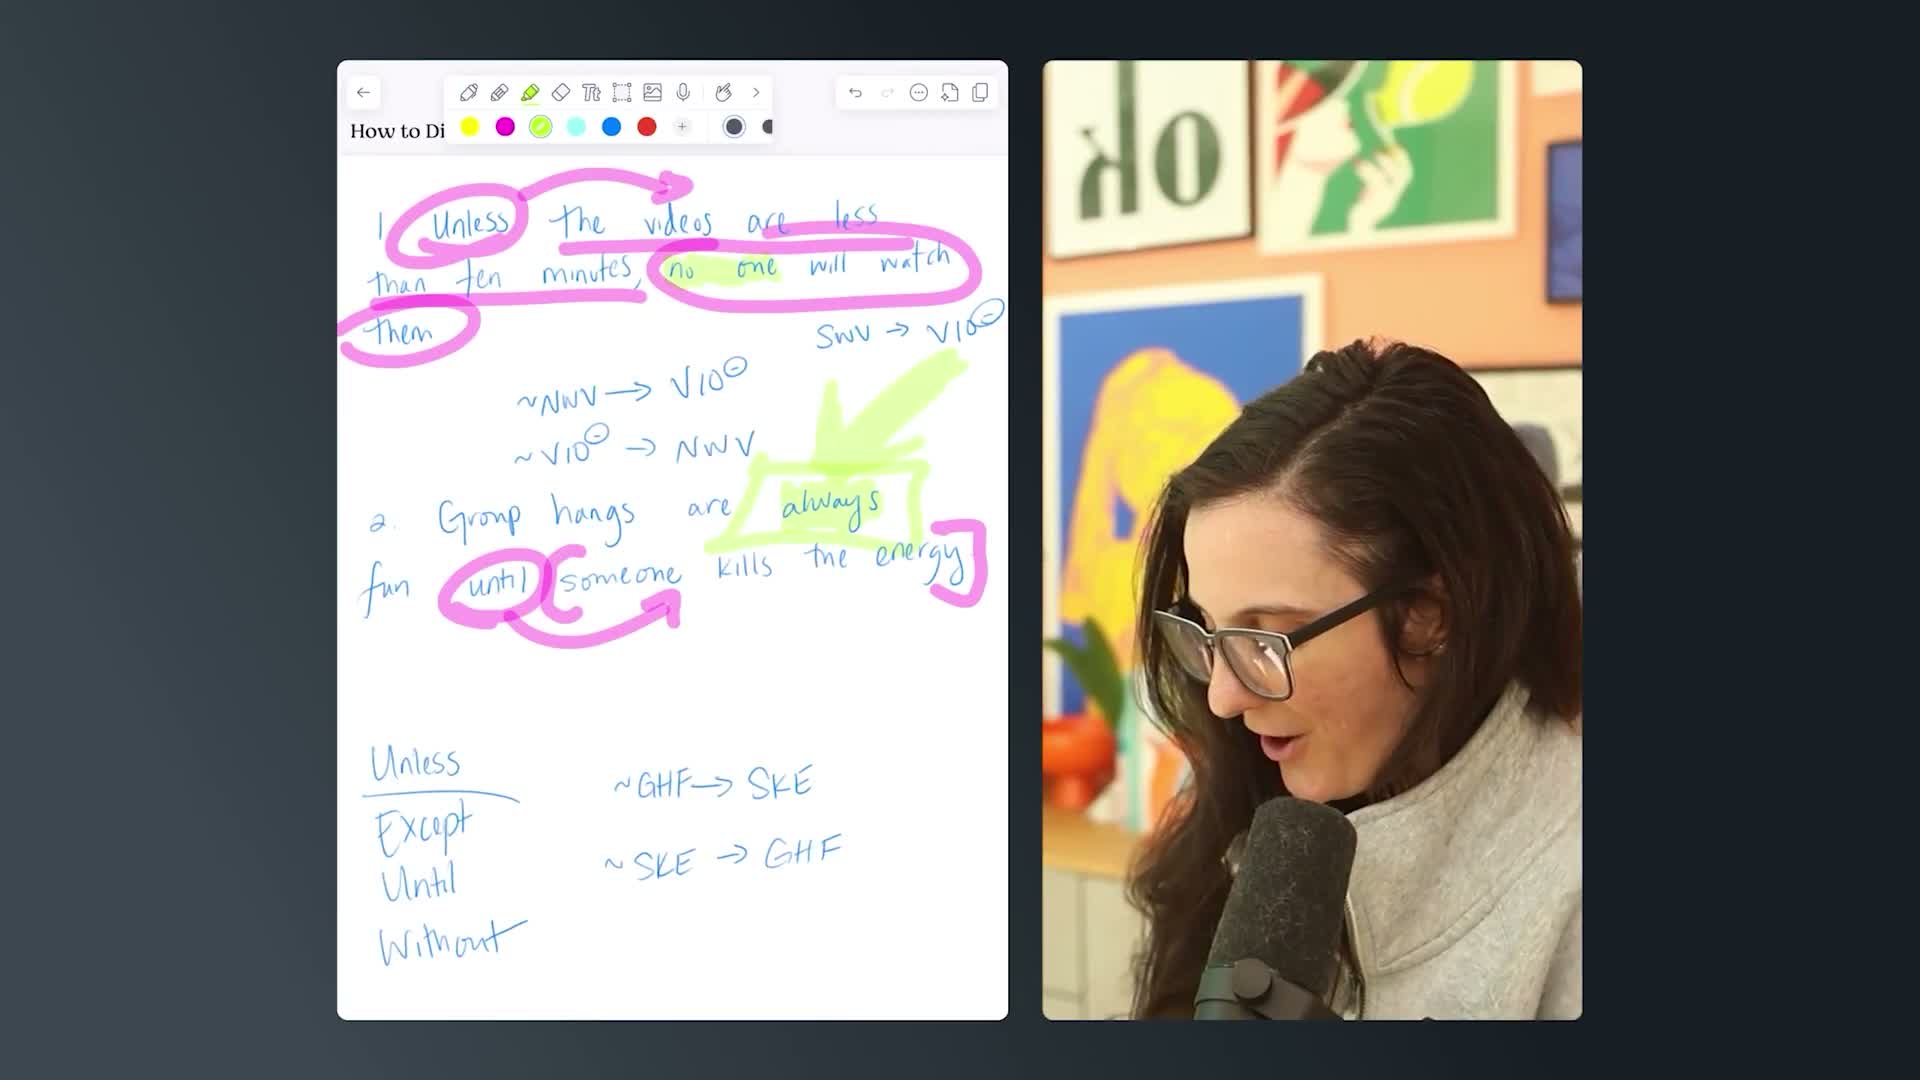 How to Di
1 Unless the videos are less
than ten minutes, no one will watch
them
SWV → V10⁻
~NWV → V10⁻
~V10⁻ → NWV
2. Group hangs are always
fun until someone kills the energy
Unless
Except
Until
Without
~GHF → SKE
~SKE → GHF
Tt
OK